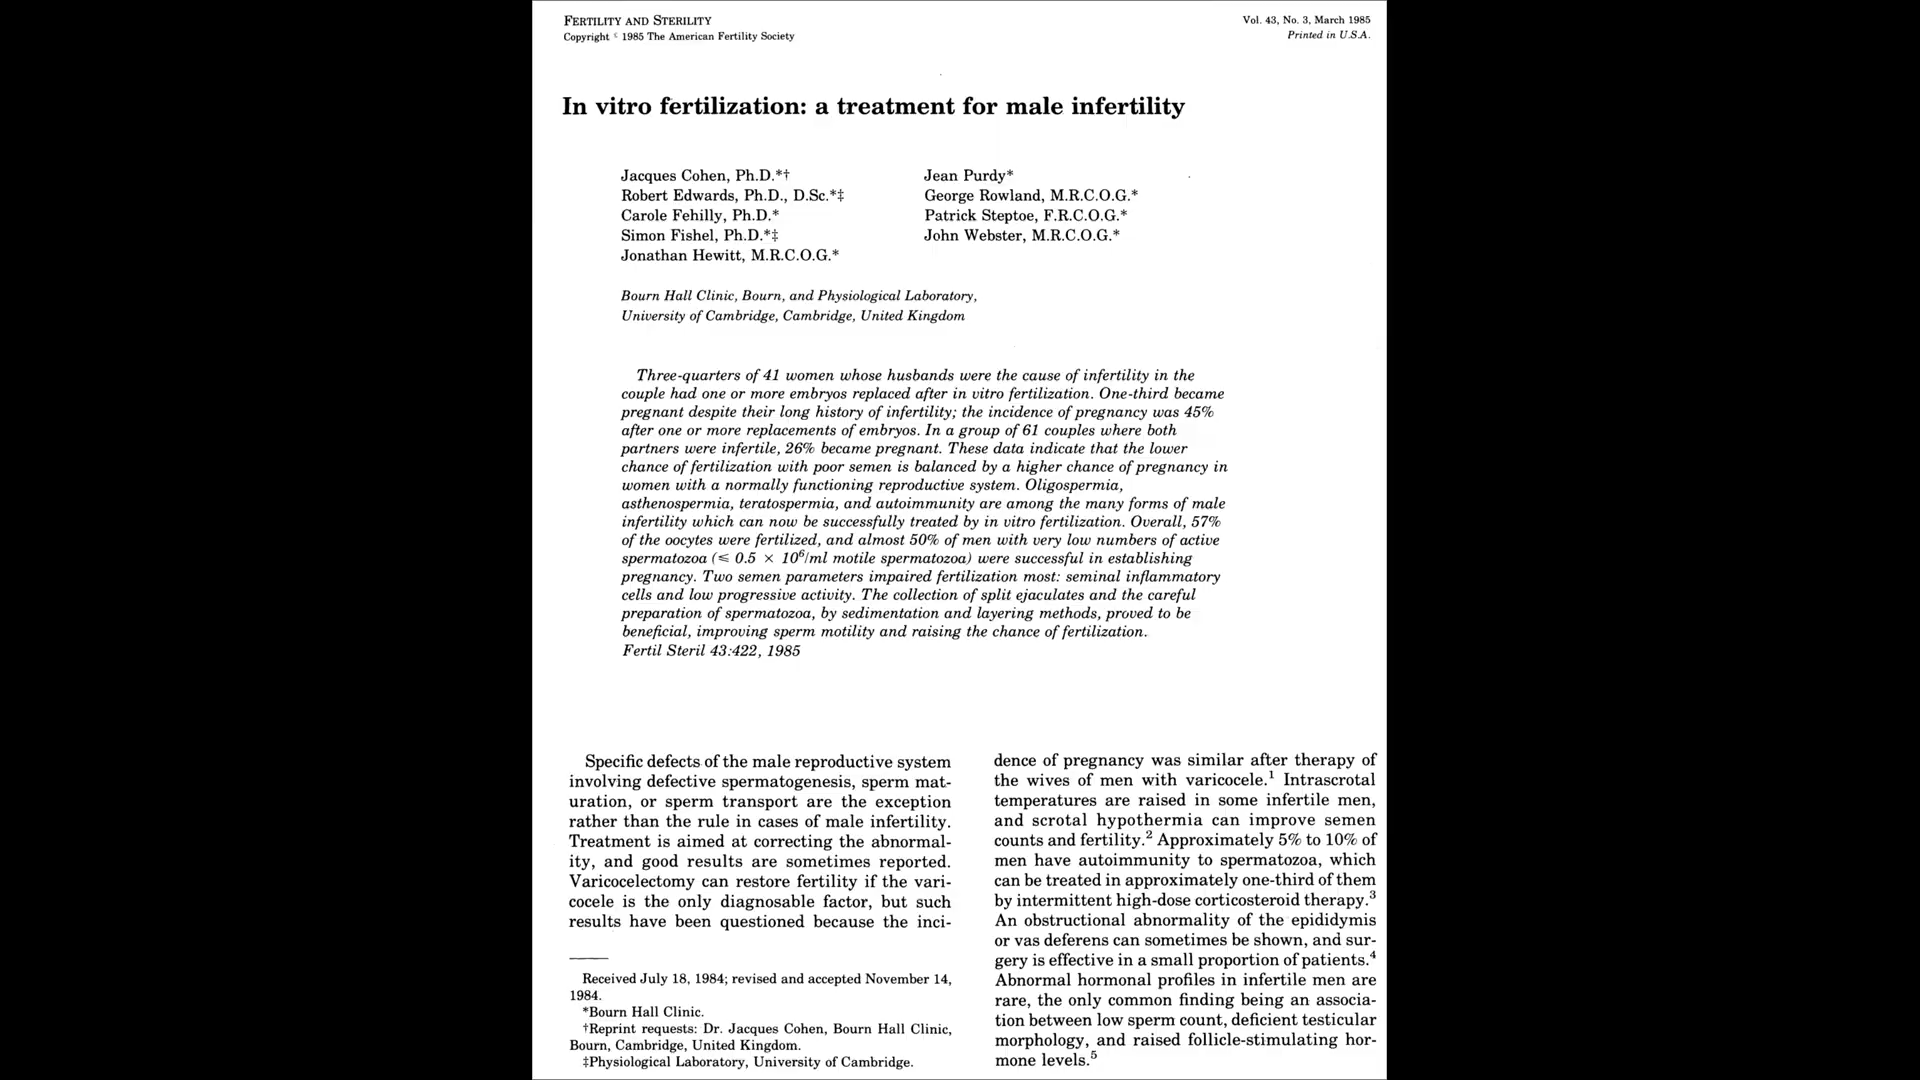 FERTILITY AND STERILITY
Copyright © 1985 The American Fertility Society
Vol. 43, No. 3, March 1985
Printed in U.S.A.
In vitro fertilization: a treatment for male infertility
Jacques Cohen, Ph.D.*†
Robert Edwards, Ph.D., D.Sc.*‡
Carole Fehilly, Ph.D.*
Simon Fishel, Ph.D.*‡
Jonathan Hewitt, M.R.C.O.G.*
Jean Purdy*
George Rowland, M.R.C.O.G.*
Patrick Steptoe, F.R.C.O.G.*
John Webster, M.R.C.O.G.*
Bourn Hall Clinic, Bourn, and Physiological Laboratory,
University of Cambridge, Cambridge, United Kingdom
Three-quarters of 41 women whose husbands were the cause of infertility in the
couple had one or more embryos replaced after in vitro fertilization. One-third became
pregnant despite their long history of infertility; the incidence of pregnancy was 45%
after one or more replacements of embryos. In a group of 61 couples where both
partners were infertile, 26% became pregnant. These data indicate that the lower
chance of fertilization with poor semen is balanced by a higher chance of pregnancy in
women with a normally functioning reproductive system. Oligospermia,
asthenospermia, teratospermia, and autoimmunity are among the many forms of male
infertility which can now be successfully treated by in vitro fertilization. Overall, 57%
of the oocytes were fertilized, and almost 50% of men with very low numbers of active
spermatozoa (≤ 0.5 × 10⁶/ml motile spermatozoa) were successful in establishing
pregnancy. Two semen parameters impaired fertilization most: seminal inflammatory
cells and low progressive activity. The collection of split ejaculates and the careful
preparation of spermatozoa, by sedimentation and layering methods, proved to be
beneficial, improving sperm motility and raising the chance of fertilization.
Fertil Steril 43:422, 1985
Specific defects of the male reproductive system
involving defective spermatogenesis, sperm mat-
uration, or sperm transport are the exception
rather than the rule in cases of male infertility.
Treatment is aimed at correcting the abnormal-
ity, and good results are sometimes reported.
Varicocelectomy can restore fertility if the vari-
cocele is the only diagnosable factor, but such
results have been questioned because the inci-
Received July 18, 1984; revised and accepted November 14,
1984.
*Bourn Hall Clinic.
†Reprint requests: Dr. Jacques Cohen, Bourn Hall Clinic,
Bourn, Cambridge, United Kingdom.
‡Physiological Laboratory, University of Cambridge.
dence of pregnancy was similar after therapy of
the wives of men with varicocele.¹ Intrascrotal
temperatures are raised in some infertile men,
and scrotal hypothermia can improve semen
counts and fertility.² Approximately 5% to 10% of
men have autoimmunity to spermatozoa, which
can be treated in approximately one-third of them
by intermittent high-dose corticosteroid therapy.³
An obstructional abnormality of the epididymis
or vas deferens can sometimes be shown, and sur-
gery is effective in a small proportion of patients.⁴
Abnormal hormonal profiles in infertile men are
rare, the only common finding being an associa-
tion between low sperm count, deficient testicular
morphology, and raised follicle-stimulating hor-
mone levels.⁵